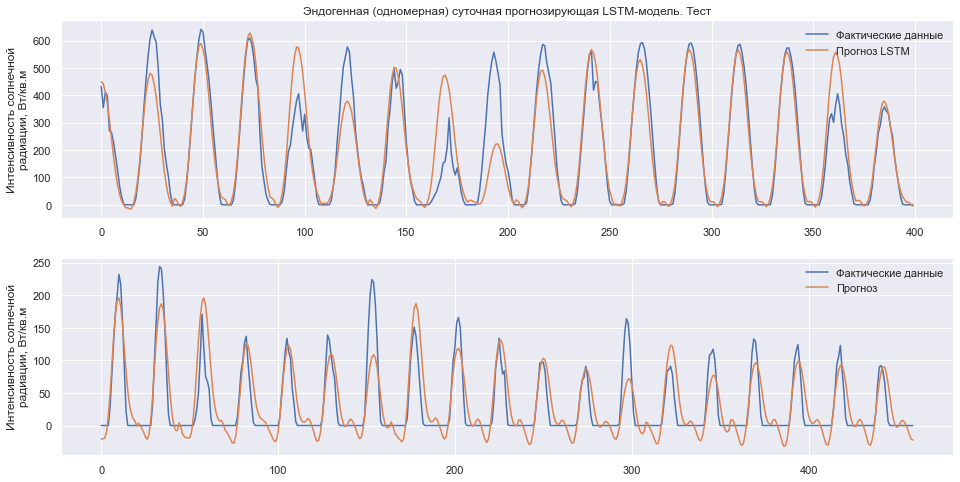 Эндогенная (одномерная) суточная прогнозирующая LSTM-модель. Тест
Интенсивность солнечной
радиации, Вт/кв.м
600
500
400
300
200
100
0
Фактические данные
Прогноз LSTM
0 50 100 150 200 250 300 350 400
Интенсивность солнечной
радиации, Вт/кв.м
250
200
150
100
50
0
Фактические данные
Прогноз
0 100 200 300 400